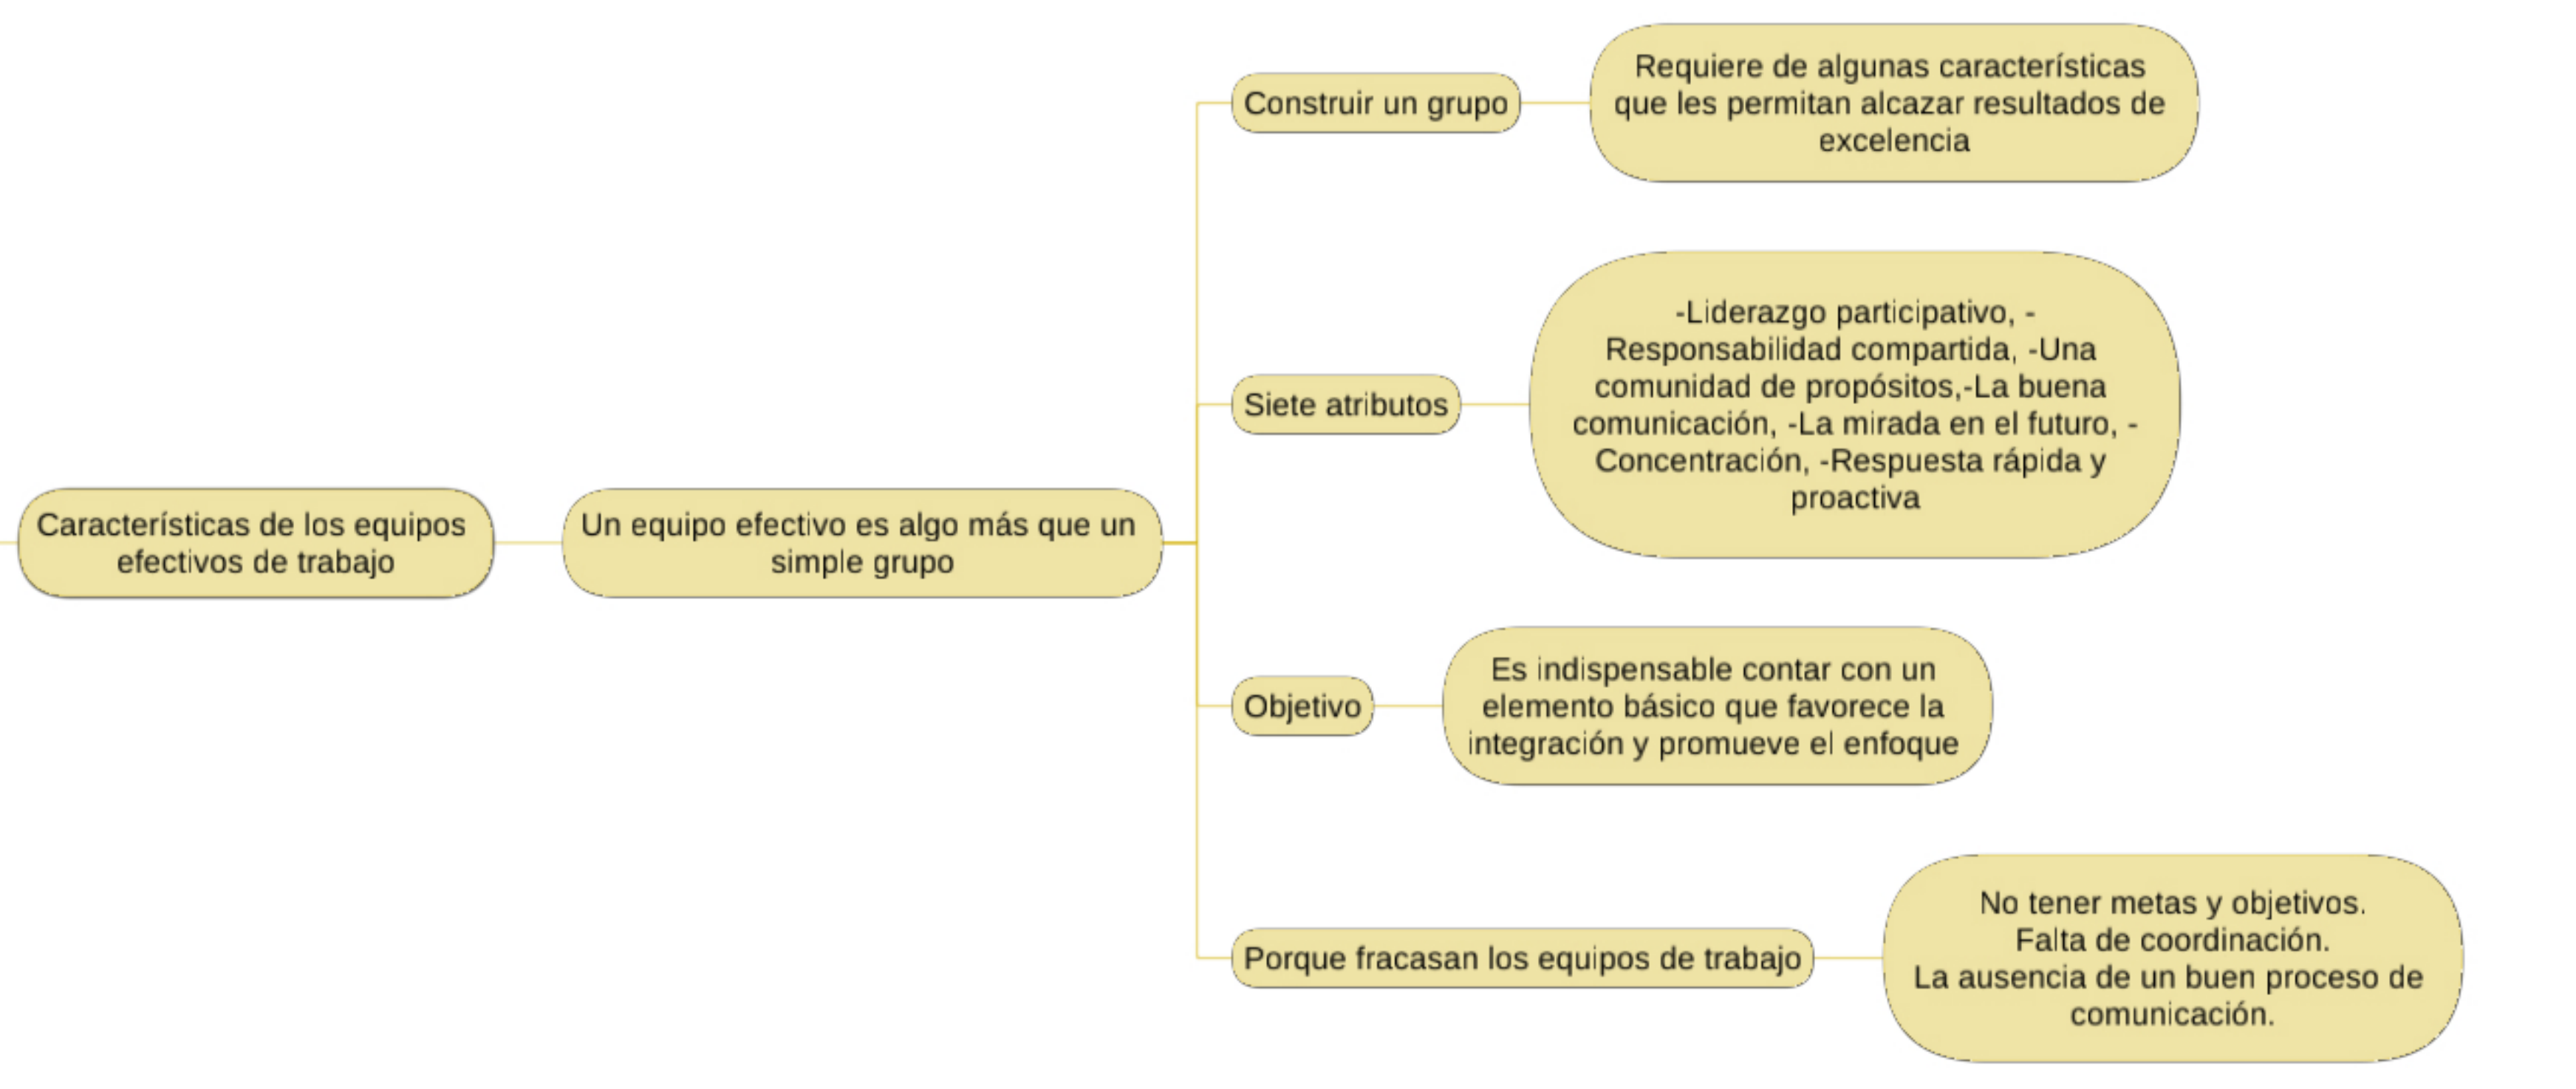 Características de los equipos
efectivos de trabajo
Un equipo efectivo es algo más que un
simple grupo
Construir un grupo
Requiere de algunas características
que les permitan alcazar resultados de
excelencia
Siete atributos
-Liderazgo participativo, -
Responsabilidad compartida, -Una
comunidad de propósitos,-La buena
comunicación, -La mirada en el futuro, -
Concentración, -Respuesta rápida y
proactiva
Objetivo
Es indispensable contar con un
elemento básico que favorece la
integración y promueve el enfoque
Porque fracasan los equipos de trabajo
No tener metas y objetivos.
Falta de coordinación.
La ausencia de un buen proceso de
comunicación.